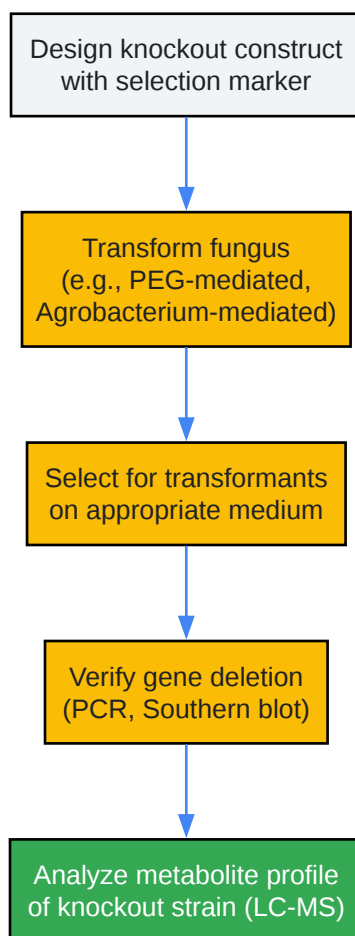 Design knockout construct
with selection marker
Transform fungus
(e.g., PEG-mediated,
Agrobacterium-mediated)
Select for transformants
on appropriate medium
Verify gene deletion
(PCR, Southern blot)
Analyze metabolite profile
of knockout strain (LC-MS)